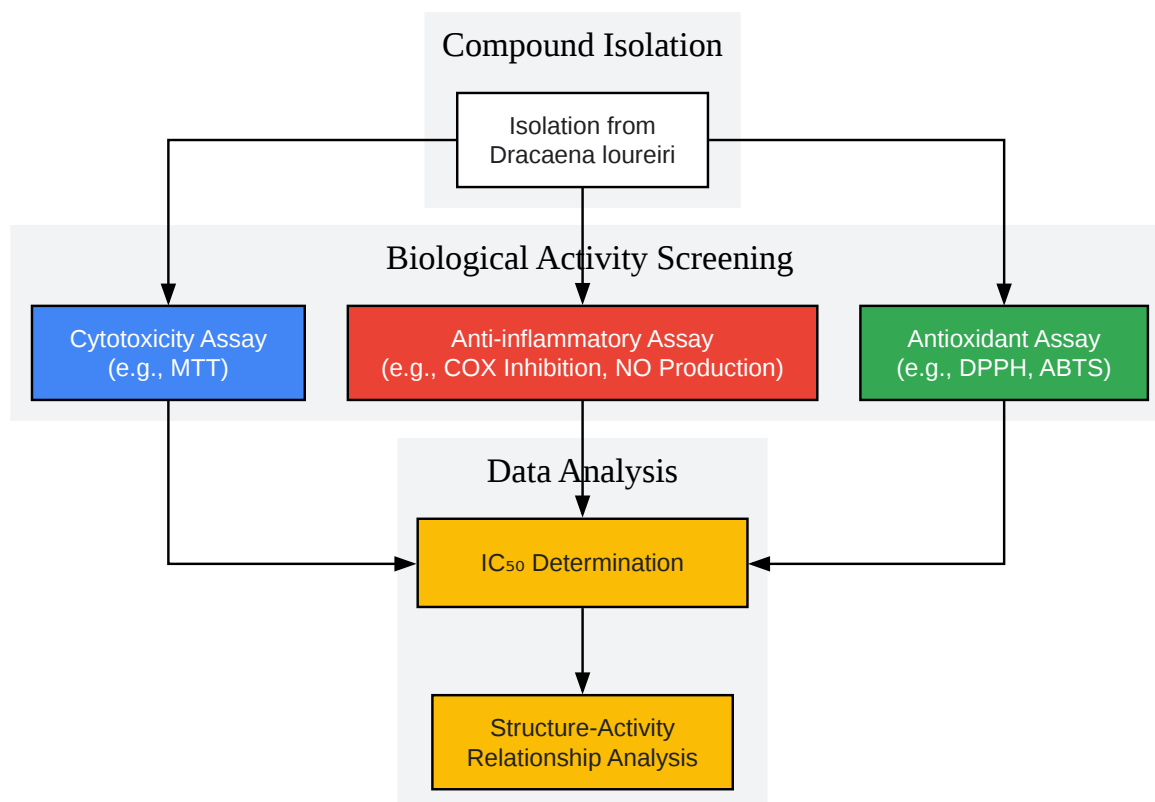 Compound Isolation
Isolation from
Dracaena loureiri
Biological Activity Screening
Cytotoxicity Assay
(e.g., MTT)
Anti-inflammatory Assay
(e.g., COX Inhibition, NO Production)
Antioxidant Assay
(e.g., DPPH, ABTS)
Data Analysis
IC₅₀ Determination
Structure-Activity
Relationship Analysis